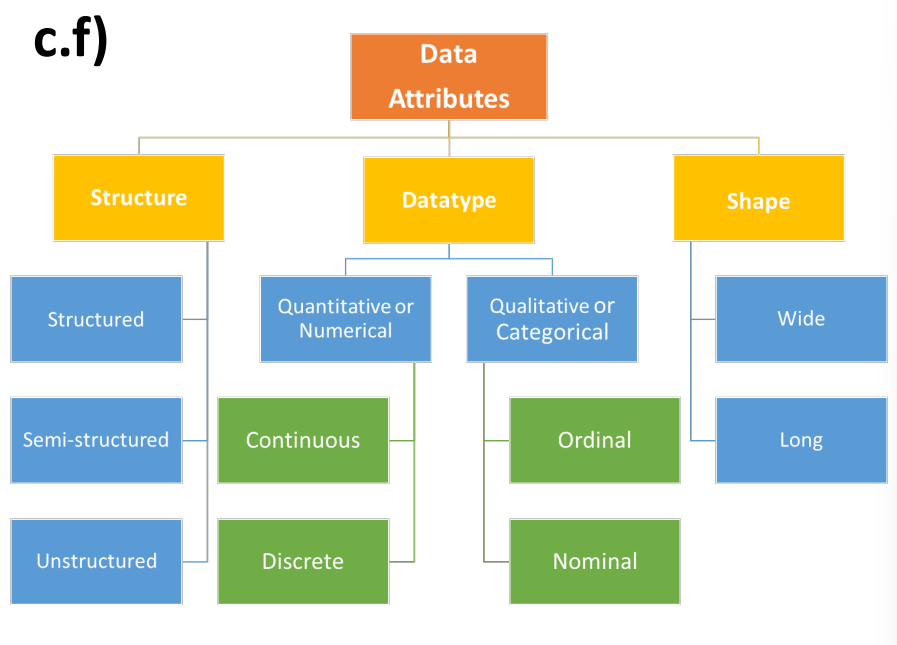 c.f)
Data
Attributes
Structure
Datatype
Shape
Structured
Quantitative or
Numerical
Qualitative or
Categorical
Wide
Semi-structured
Continuous
Ordinal
Long
Unstructured
Discrete
Nominal